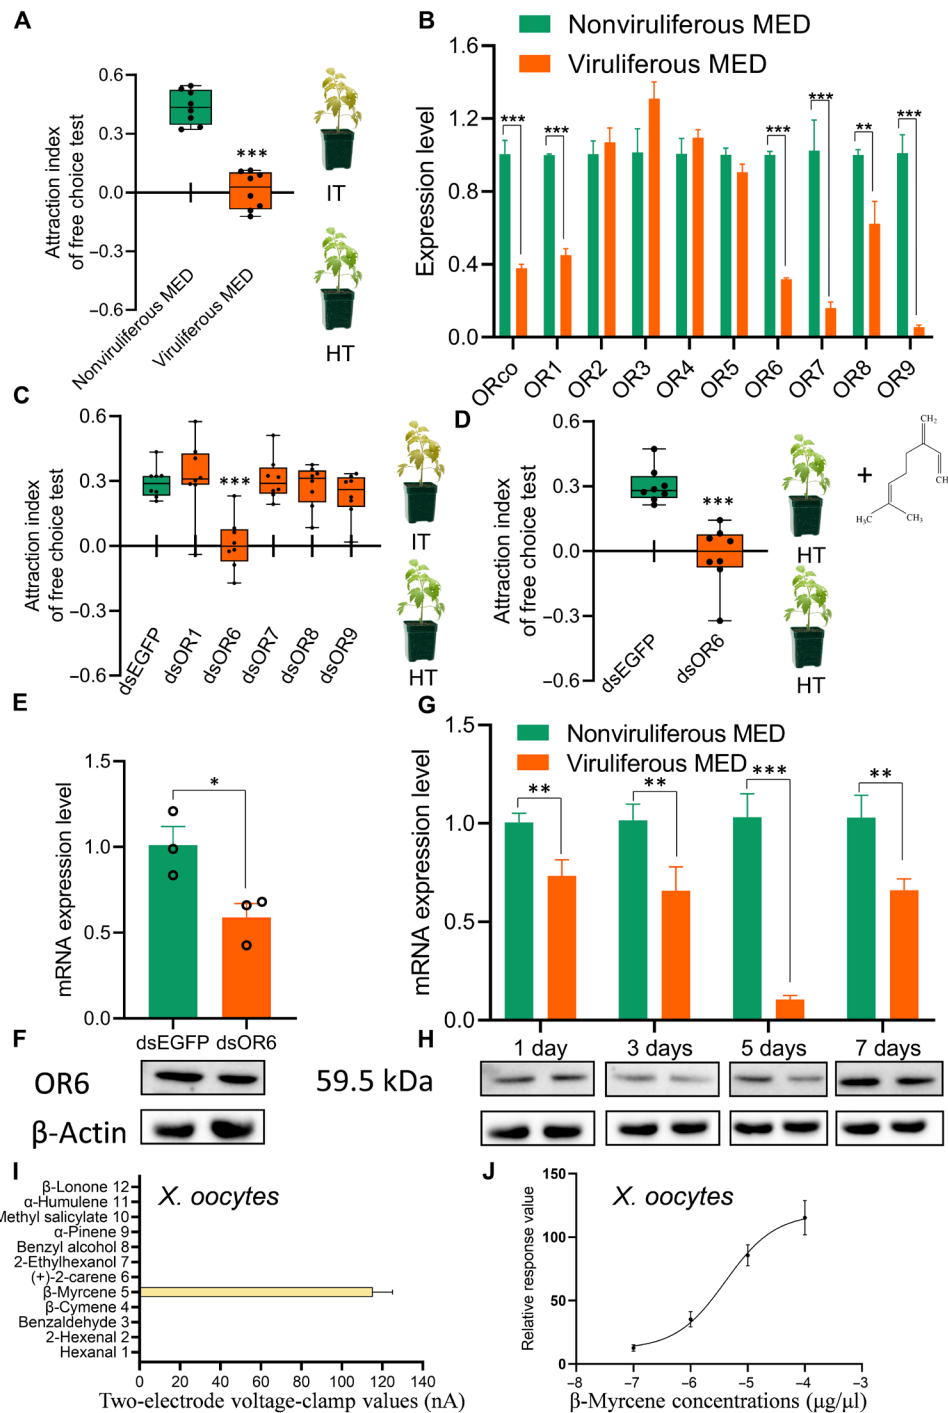 A
Attraction index
of free choice test
0.6
0.3
0.0
−0.3
−0.6
***
Nonviruliferous MED
Viruliferous MED
IT
HT
B
Nonviruliferous MED
Viruliferous MED
Expression level
1.6
1.2
0.8
0.4
0.0
***
***
***
***
**
***
ORco
OR1
OR2
OR3
OR4
OR5
OR6
OR7
OR8
OR9
C
Attraction index
of free choice test
0.6
0.3
0.0
−0.3
−0.6
***
dsEGFP
dsOR1
dsOR6
dsOR7
dsOR8
dsOR9
IT
HT
D
Attraction index
of free choice test
0.6
0.3
0.0
−0.3
−0.6
***
dsEGFP
dsOR6
HT
+
CH2
CH
H3C
CH3
HT
E
mRNA expression level
1.5
1.0
0.5
0.0
*
dsEGFP dsOR6
G
Nonviruliferous MED
Viruliferous MED
mRNA expression level
1.5
1.0
0.5
0.0
**
**
***
**
1 day
3 days
5 days
7 days
F
OR6
59.5 kDa
β-Actin
H
I
X. oocytes
β-Lonone 12
α-Humulene 11
Methyl salicylate 10
α-Pinene 9
Benzyl alcohol 8
2-Ethylhexanol 7
(+)-2-carene 6
β-Myrcene 5
β-Cymene 4
Benzaldehyde 3
2-Hexenal 2
Hexanal 1
0 20 40 60 80 100 120 140
Two-electrode voltage-clamp values (nA)
J
X. oocytes
Relative response value
150
100
50
0
−8 −7 −6 −5 −4 −3
β-Myrcene concentrations (μg/μl)